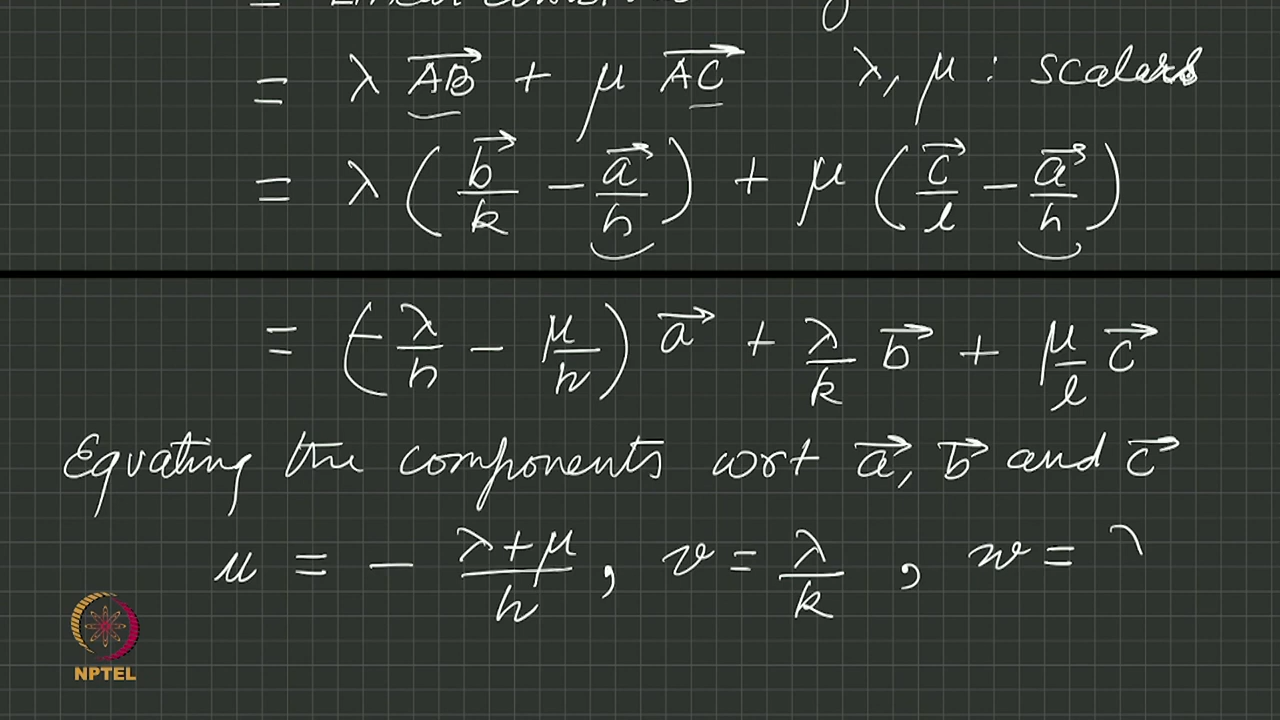 = λ AB⃗ + μ AC⃗   λ, μ : scalars
= λ ( b⃗/k − a⃗/h ) + μ ( c⃗/l − a⃗/h )
= ( −λ/h − μ/h ) a⃗ + λ/k b⃗ + μ/l c⃗
Equating the components wrt a⃗, b⃗ and c⃗
u = − (λ+μ)/h , v = λ/k , w =
NPTEL